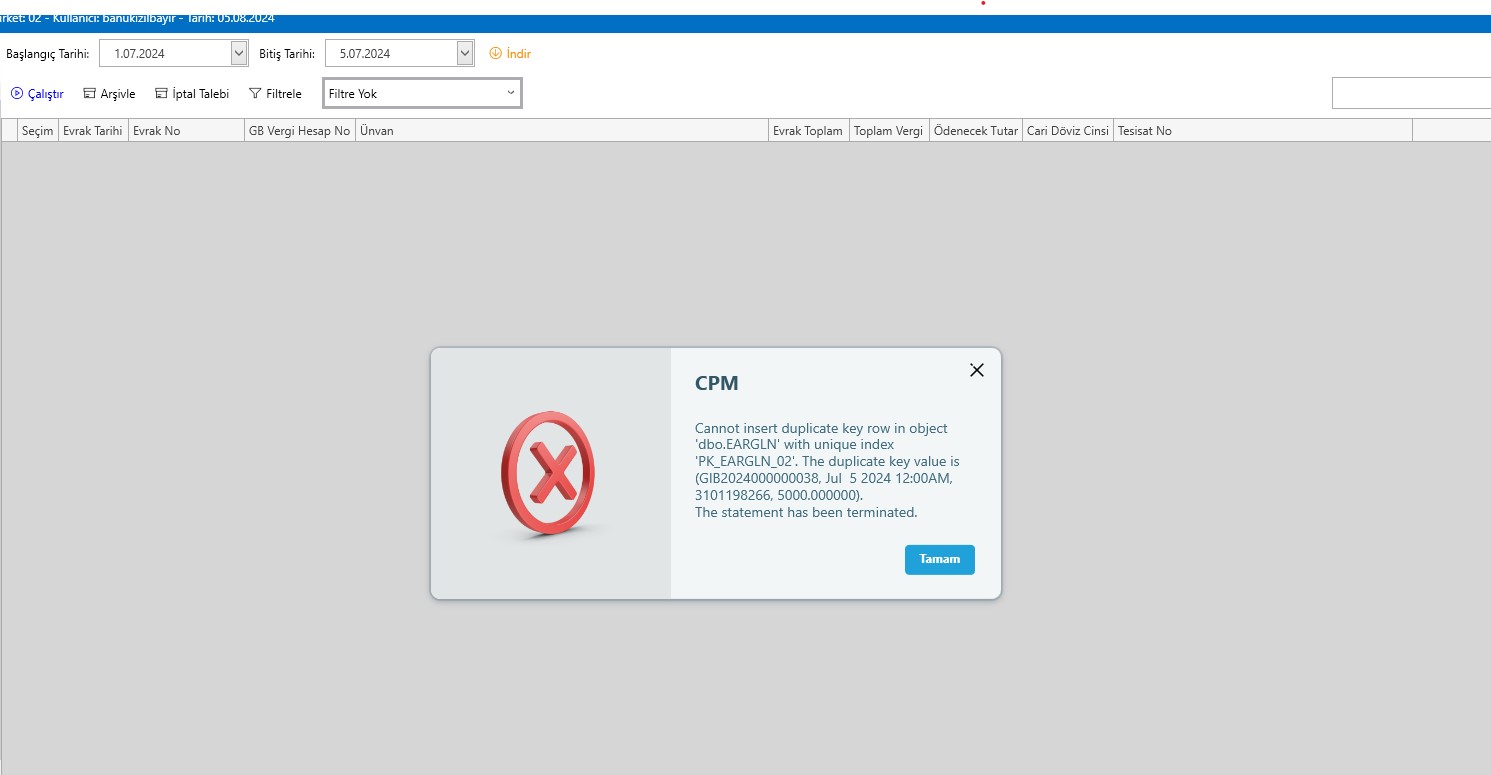 irket: 02 - Kullanıcı: banukizilbayir - Tarih: 05.08.2024
Başlangıç Tarihi: 1.07.2024 Bitiş Tarihi: 5.07.2024 İndir
Çalıştır Arşivle İptal Talebi Filtrele Filtre Yok
Seçim Evrak Tarihi Evrak No GB Vergi Hesap No Ünvan Evrak Toplam Toplam Vergi Ödenecek Tutar Cari Döviz Cinsi Tesisat No
CPM
Cannot insert duplicate key row in object
'dbo.EARGLN' with unique index
'PK_EARGLN_02'. The duplicate key value is
(GIB2024000000038, Jul  5 2024 12:00AM,
3101198266, 5000.000000).
The statement has been terminated.
Tamam